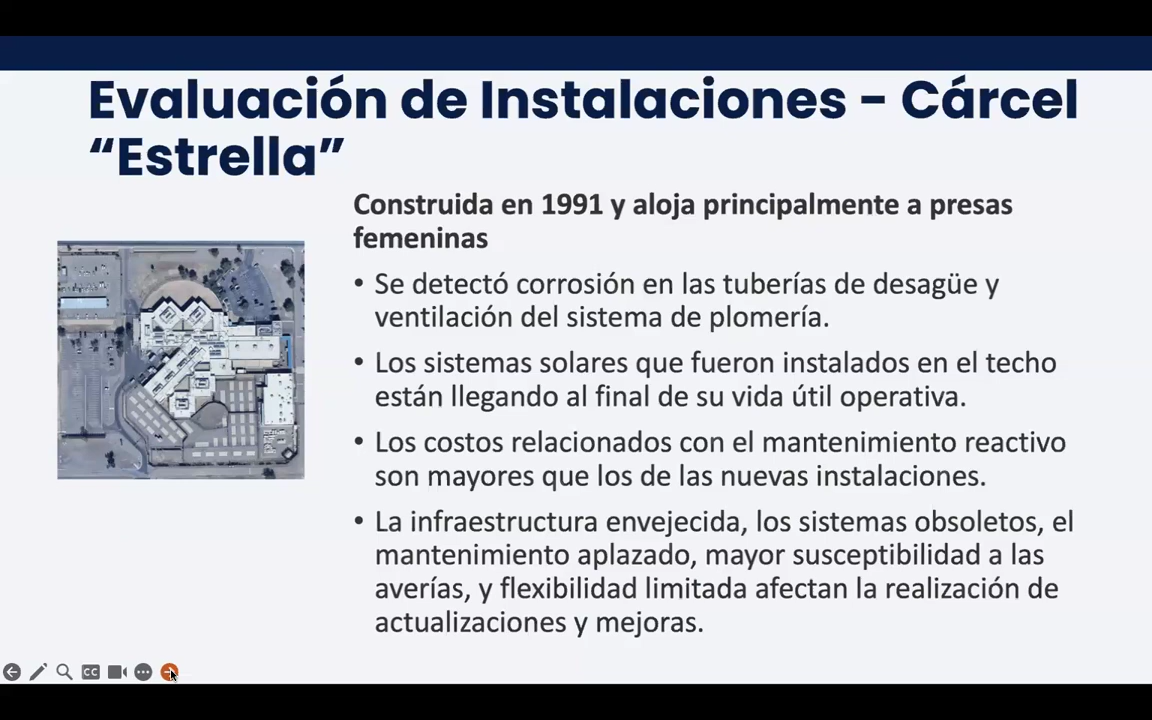 Evaluación de Instalaciones - Cárcel
“Estrella”
Construida en 1991 y aloja principalmente a presas
femeninas
• Se detectó corrosión en las tuberías de desagüe y
ventilación del sistema de plomería.
• Los sistemas solares que fueron instalados en el techo
están llegando al final de su vida útil operativa.
• Los costos relacionados con el mantenimiento reactivo
son mayores que los de las nuevas instalaciones.
• La infraestructura envejecida, los sistemas obsoletos, el
mantenimiento aplazado, mayor susceptibilidad a las
averías, y flexibilidad limitada afectan la realización de
actualizaciones y mejoras.
CC